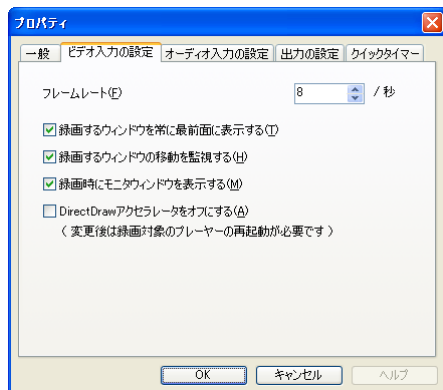 プロパティ
一般 ビデオ入力の設定 オーディオ入力の設定 出力の設定 クイックタイマー
フレームレート(F) 8 / 秒
録画するウィンドウを常に最前面に表示する(T)
録画するウィンドウの移動を監視する(H)
録画時にモニタウィンドウを表示する(M)
DirectDrawアクセラレータをオフにする(A)
( 変更後は録画対象のプレーヤーの再起動が必要です )
OK キャンセル ヘルプ